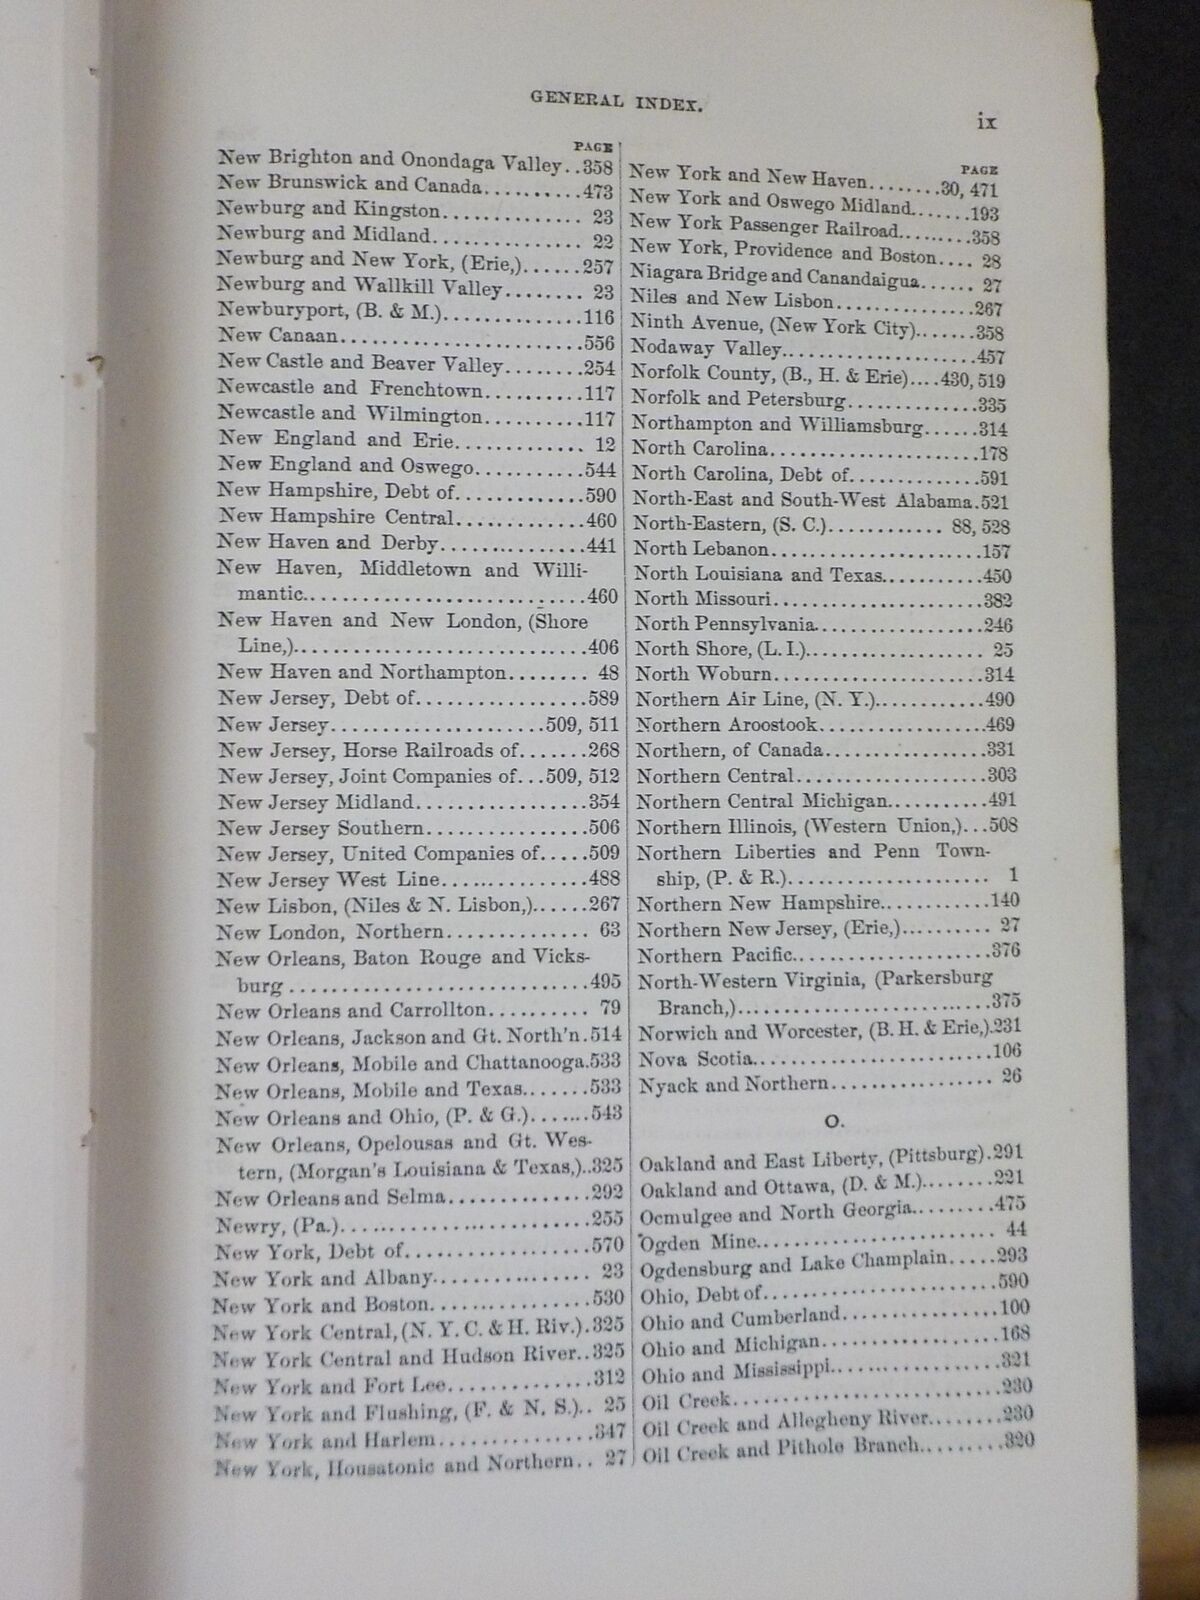 GENERAL INDEX.
ix
PAGE
New Brighton and Onondaga Valley..358
New Brunswick and Canada...........473
Newburg and Kingston.............. 23
Newburg and Midland............... 22
Newburg and New York, (Erie,)......257
Newburg and Wallkill Valley........ 23
Newburyport, (B. & M.)..............116
New Canaan.........................556
New Castle and Beaver Valley........254
Newcastle and Frenchtown..........117
Newcastle and Wilmington..........117
New England and Erie............. 12
New England and Oswego...........544
New Hampshire, Debt of.............590
New Hampshire Central.............460
New Haven and Derby..............441
New Haven, Middletown and Willi-
mantic.............................460
New Haven and New London, (Shore
Line,)..............................406
New Haven and Northampton........ 48
New Jersey, Debt of.................589
New Jersey......................509, 511
New Jersey, Horse Railroads of.......268
New Jersey, Joint Companies of...509, 512
New Jersey Midland.................354
New Jersey Southern................506
New Jersey, United Companies of.....509
New Jersey West Line...............488
New Lisbon, (Niles & N. Lisbon,)......267
New London, Northern.............. 63
New Orleans, Baton Rouge and Vicks-
burg ..............................495
New Orleans and Carrollton.......... 79
New Orleans, Jackson and Gt. North'n.514
New Orleans, Mobile and Chattanooga.533
New Orleans, Mobile and Texas.......533
New Orleans and Ohio, (P. & G.).......543
New Orleans, Opelousas and Gt. Wes-
tern, (Morgan's Louisiana & Texas,)..325
New Orleans and Selma..............292
Newry, (Pa.).........................255
New York, Debt of..................570
New York and Albany................ 23
New York and Boston................530
New York Central, (N. Y. C. & H. Riv.).325
New York Central and Hudson River..325
New York and Fort Lee..............312
New York and Flushing, (F. & N. S.).. 25
New York and Harlem...............347
New York, Housatonic and Northern.. 27
PAGE
New York and New Haven........30, 471
New York and Oswego Midland.......193
New York Passenger Railroad.........358
New York, Providence and Boston.... 28
Niagara Bridge and Canandaigua...... 27
Niles and New Lisbon...............267
Ninth Avenue, (New York City).......358
Nodaway Valley....................457
Norfolk County, (B., H. & Erie)....430, 519
Norfolk and Petersburg..............335
Northampton and Williamsburg......314
North Carolina......................178
North Carolina, Debt of..............591
North-East and South-West Alabama.521
North-Eastern, (S. C.)............ 88, 528
North Lebanon......................157
North Louisiana and Texas...........450
North Missouri......................382
North Pennsylvania..................246
North Shore, (L. I.)................... 25
North Woburn......................314
Northern Air Line, (N. Y.)............490
Northern Aroostook.................469
Northern, of Canada.................331
Northern Central....................303
Northern Central Michigan...........491
Northern Illinois, (Western Union,)...508
Northern Liberties and Penn Town-
ship, (P. & R.)..................... 1
Northern New Hampshire............140
Northern New Jersey, (Erie,).......... 27
Northern Pacific.....................376
North-Western Virginia, (Parkersburg
Branch,)...........................375
Norwich and Worcester, (B. H. & Erie,).231
Nova Scotia.........................106
Nyack and Northern................. 26
O.
Oakland and East Liberty, (Pittsburg).291
Oakland and Ottawa, (D. & M.)........221
Ocmulgee and North Georgia.........475
Ogden Mine........................ 44
Ogdensburg and Lake Champlain.....293
Ohio, Debt of........................590
Ohio and Cumberland................100
Ohio and Michigan..................168
Ohio and Mississippi.................321
Oil Creek............................230
Oil Creek and Allegheny River........230
Oil Creek and Pithole Branch.........320